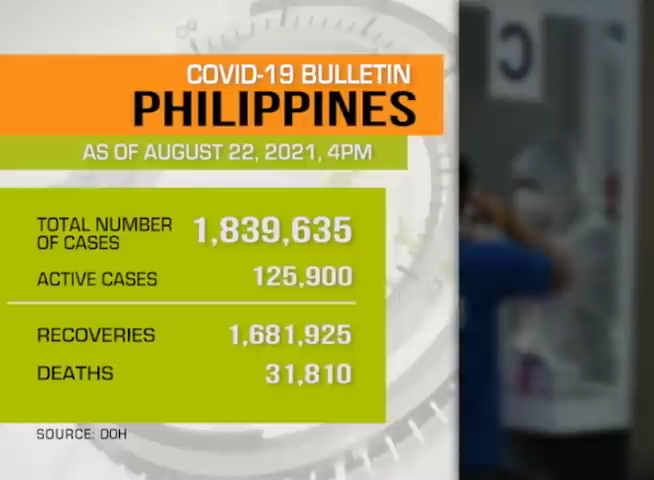 COVID-19 BULLETIN
PHILIPPINES
AS OF AUGUST 22, 2021, 4PM
TOTAL NUMBER
OF CASES
1,839,635
ACTIVE CASES 125,900
RECOVERIES 1,681,925
DEATHS 31,810
SOURCE: DOH
C